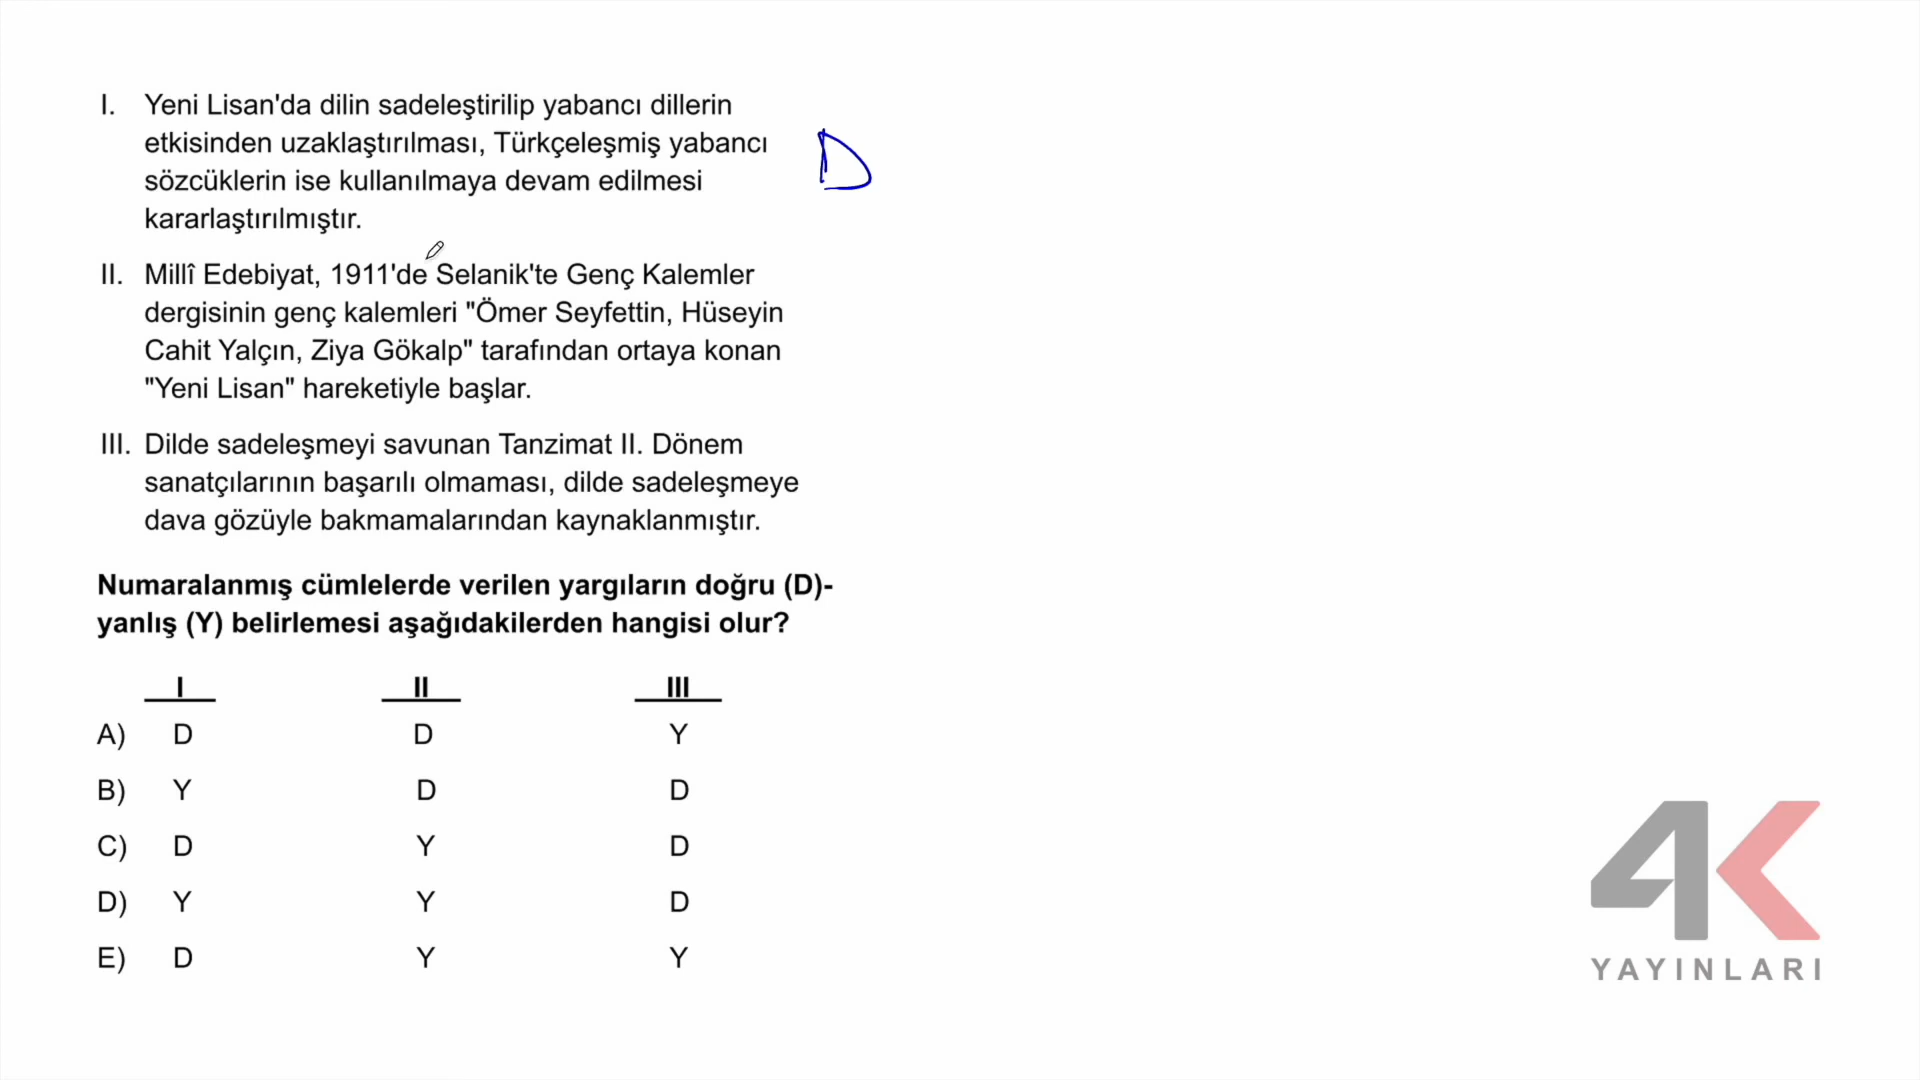 I. Yeni Lisan'da dilin sadeleştirilip yabancı dillerin
etkisinden uzaklaştırılması, Türkçeleşmiş yabancı
sözcüklerin ise kullanılmaya devam edilmesi
kararlaştırılmıştır.
D
II. Millî Edebiyat, 1911'de Selanik'te Genç Kalemler
dergisinin genç kalemleri "Ömer Seyfettin, Hüseyin
Cahit Yalçın, Ziya Gökalp" tarafından ortaya konan
"Yeni Lisan" hareketiyle başlar.
III. Dilde sadeleşmeyi savunan Tanzimat II. Dönem
sanatçılarının başarılı olmaması, dilde sadeleşmeye
dava gözüyle bakmamalarından kaynaklanmıştır.
Numaralanmış cümlelerde verilen yargıların doğru (D)-
yanlış (Y) belirlemesi aşağıdakilerden hangisi olur?
I II III
A) D D Y
B) Y D D
C) D Y D
D) Y Y D
E) D Y Y
4K
YAYINLARI